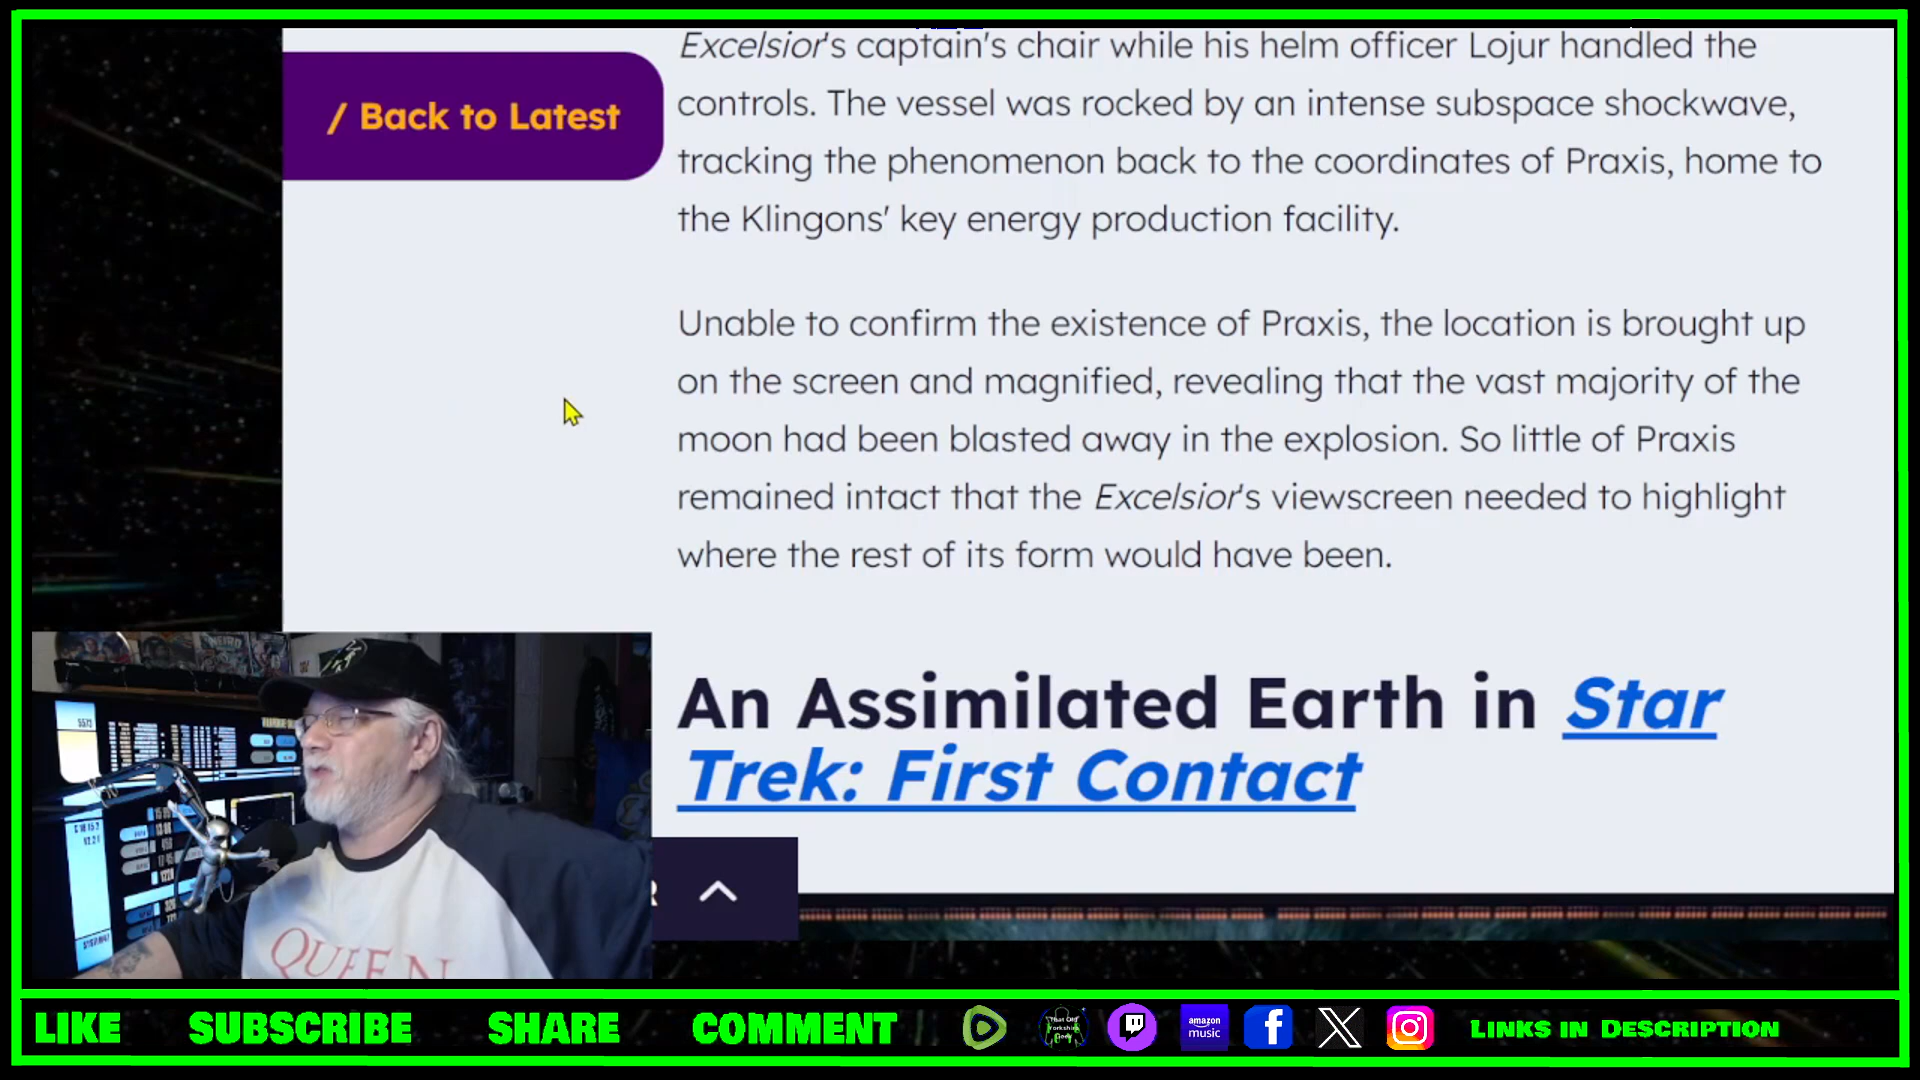 Excelsior's captain's chair while his helm officer Lojur handled the
controls. The vessel was rocked by an intense subspace shockwave,
tracking the phenomenon back to the coordinates of Praxis, home to
the Klingons' key energy production facility.
/ Back to Latest
Unable to confirm the existence of Praxis, the location is brought up
on the screen and magnified, revealing that the vast majority of the
moon had been blasted away in the explosion. So little of Praxis
remained intact that the Excelsior's viewscreen needed to highlight
where the rest of its form would have been.
An Assimilated Earth in Star
Trek: First Contact
R
QUEEN
LIKE SUBSCRIBE SHARE COMMENT
That Old
Yorkshire
amazon
music
LINKS IN DESCRIPTION